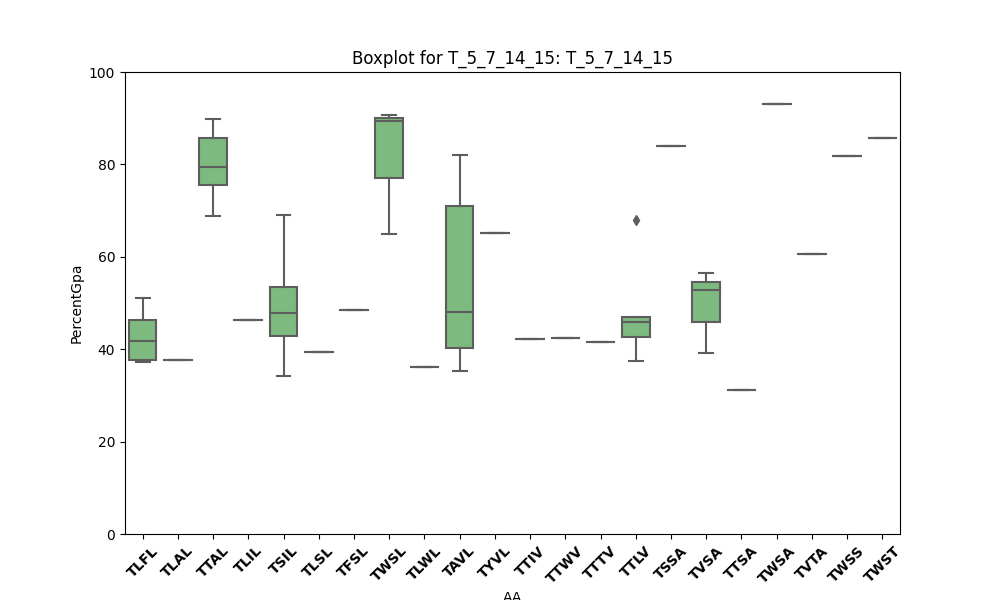 Boxplot for T_5_7_14_15: T_5_7_14_15
PercentGpa
100
80
60
40
20
0
TLFL TLAL TTAL TLIL TSIL TLSL TFSL TWSL TLWL TAVL TYVL TTIV TTWV TTTV TTLV TSSA TVSA TTSA TWSA TVTA TWSS TWST
AA